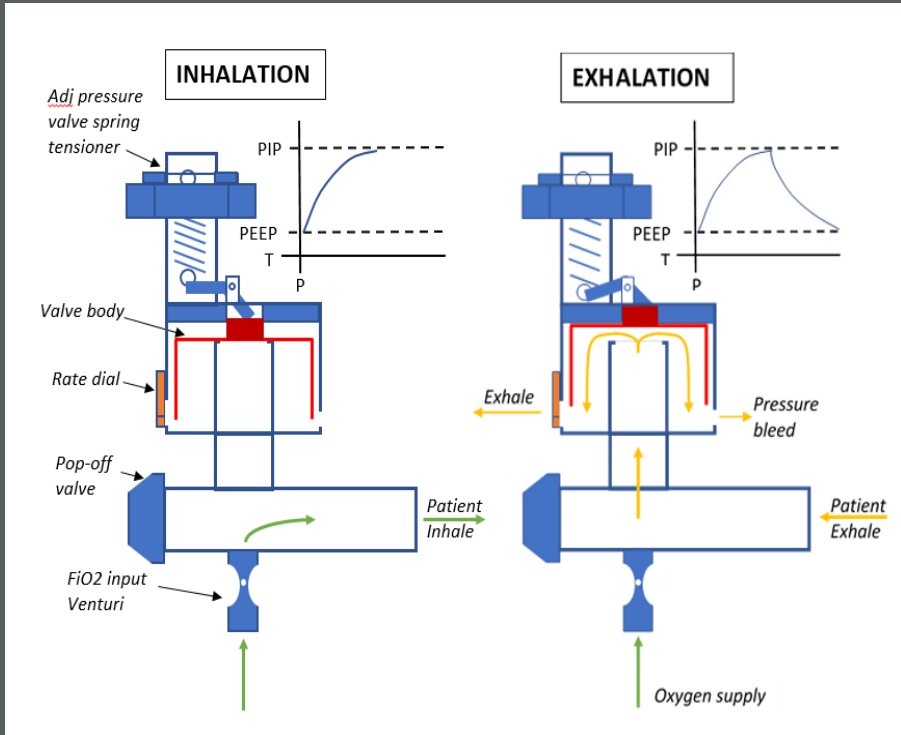 INHALATION
Adj pressure
valve spring
tensioner
PIP
PEEP
T
P
Valve body
Rate dial
Pop-off
valve
Patient
Inhale
FiO2 input
Venturi
EXHALATION
PIP
PEEP
T
P
Exhale
Pressure
bleed
Patient
Exhale
Oxygen supply